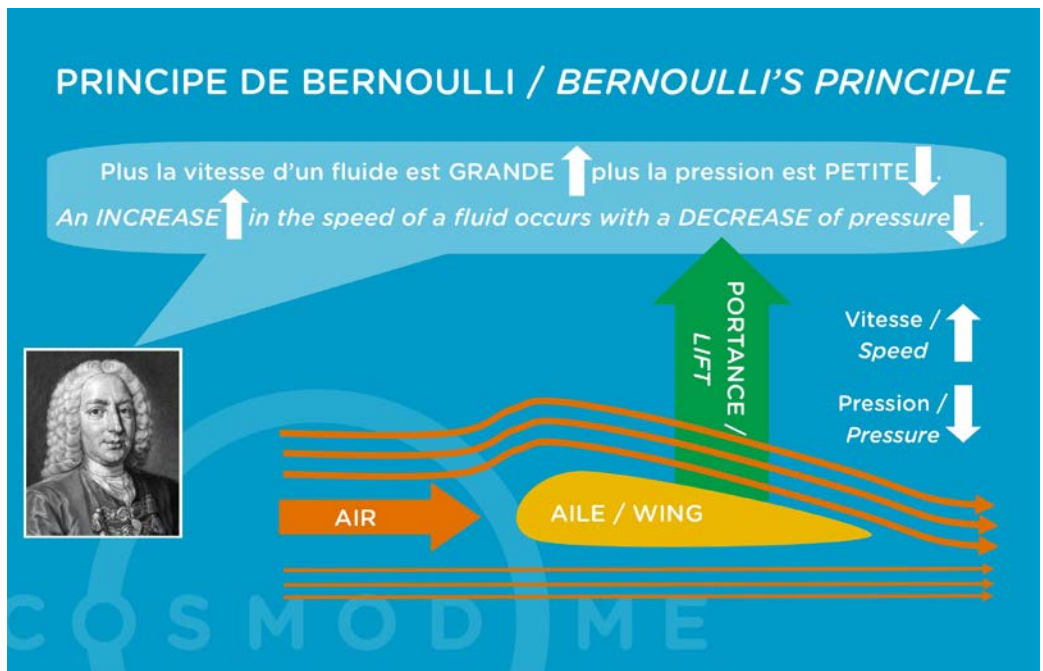 PRINCIPE DE BERNOULLI / BERNOULLI'S PRINCIPLE
Plus la vitesse d'un fluide est GRANDE plus la pression est PETITE .
An INCREASE in the speed of a fluid occurs with a DECREASE of pressure .
PORTANCE /
LIFT
Vitesse /
Speed
Pression /
Pressure
AIR
AILE / WING
COSMODÔME